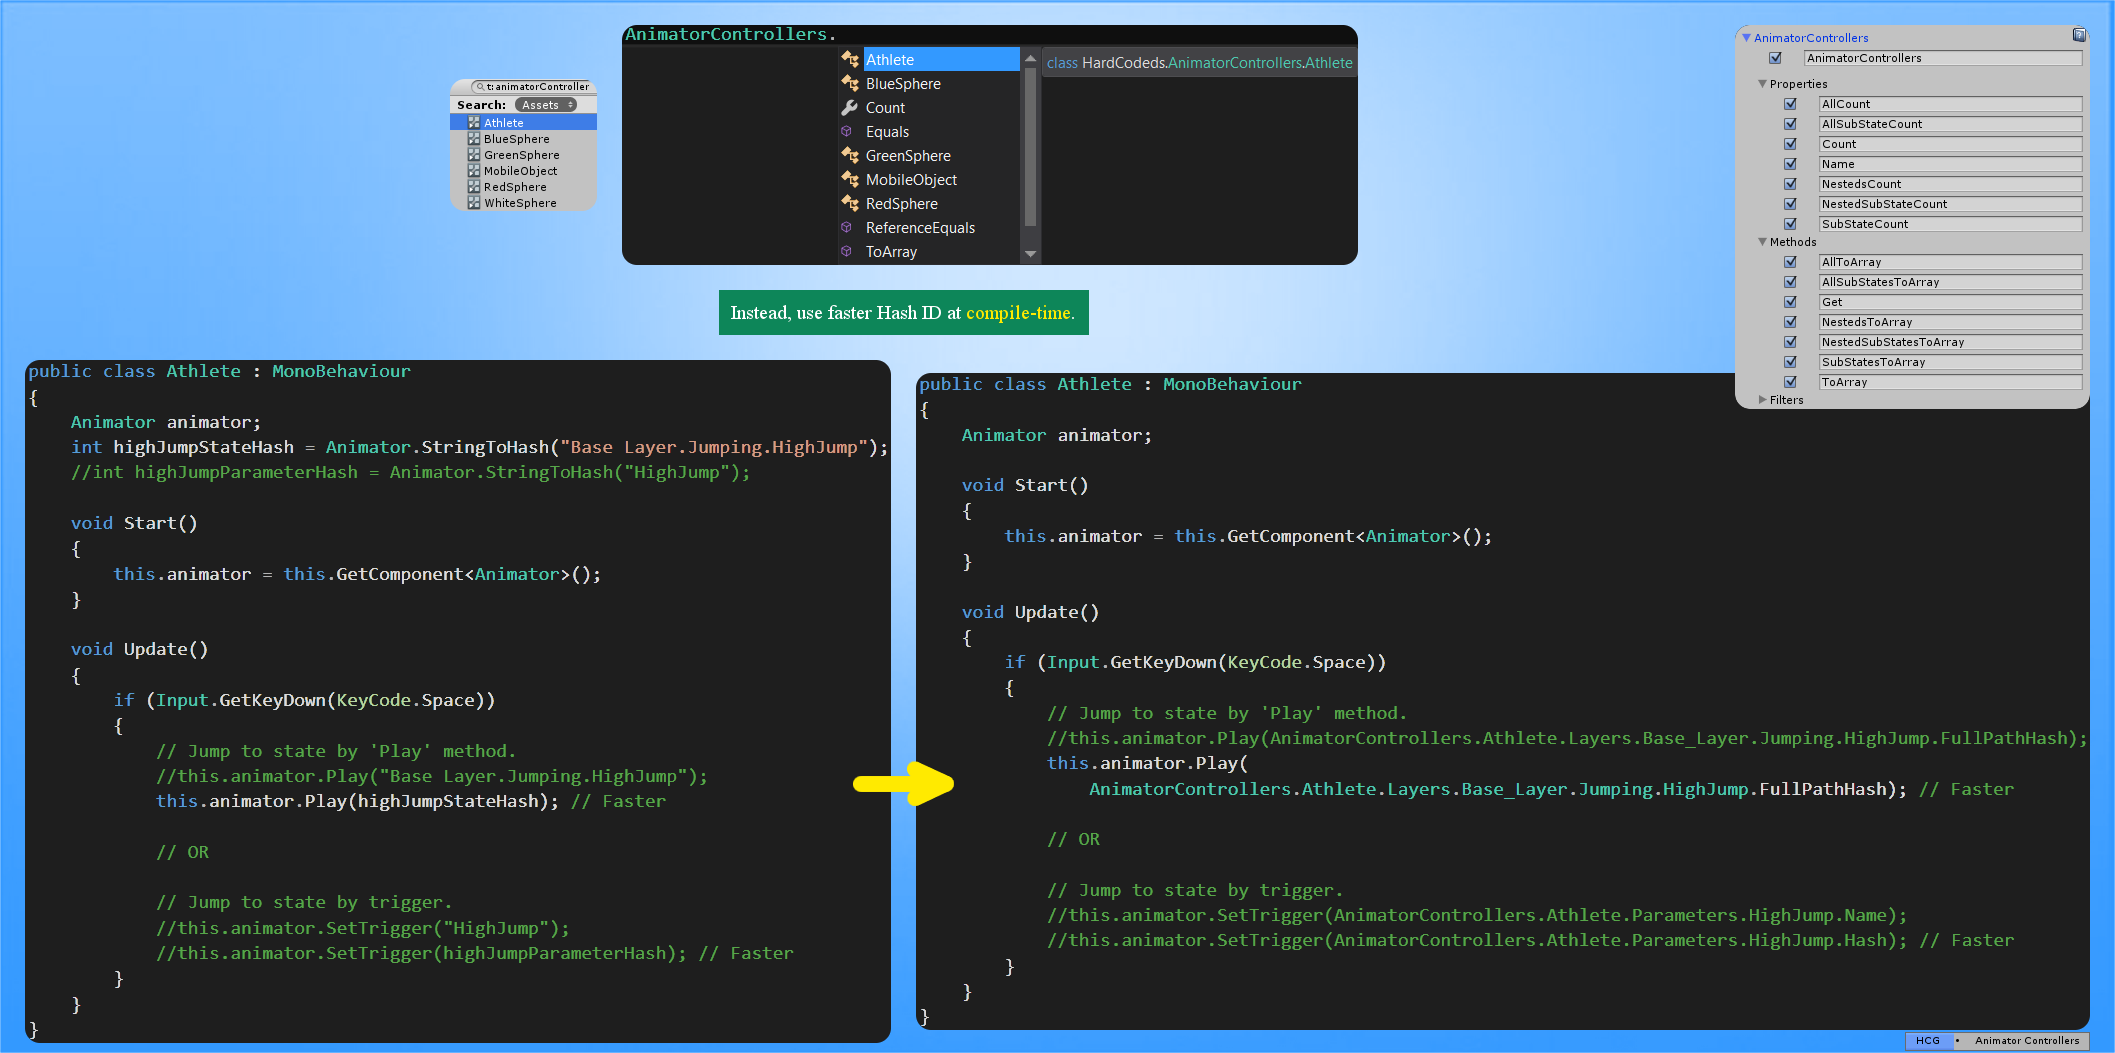 AnimatorControllers.
Athlete
BlueSphere
Count
Equals
GreenSphere
MobileObject
RedSphere
ReferenceEquals
ToArray
class HardCodeds.AnimatorControllers.Athlete
t:animatorController
Search: Assets
Athlete
BlueSphere
GreenSphere
MobileObject
RedSphere
WhiteSphere
AnimatorControllers
AnimatorControllers
Properties
AllCount
AllSubStateCount
Count
Name
NestedsCount
NestedSubStateCount
SubStateCount
Methods
AllToArray
AllSubStatesToArray
Get
NestedsToArray
NestedSubStatesToArray
SubStatesToArray
ToArray
Filters
Instead, use faster Hash ID at compile-time.
public class Athlete : MonoBehaviour
{
    Animator animator;
    int highJumpStateHash = Animator.StringToHash("Base Layer.Jumping.HighJump");
    //int highJumpParameterHash = Animator.StringToHash("HighJump");
    void Start()
    {
        this.animator = this.GetComponent<Animator>();
    }
    void Update()
    {
        if (Input.GetKeyDown(KeyCode.Space))
        {
            // Jump to state by 'Play' method.
            //this.animator.Play("Base Layer.Jumping.HighJump");
            this.animator.Play(highJumpStateHash); // Faster
            // OR
            // Jump to state by trigger.
            //this.animator.SetTrigger("HighJump");
            //this.animator.SetTrigger(highJumpParameterHash); // Faster
        }
    }
}
public class Athlete : MonoBehaviour
{
    Animator animator;
    void Start()
    {
        this.animator = this.GetComponent<Animator>();
    }
    void Update()
    {
        if (Input.GetKeyDown(KeyCode.Space))
        {
            // Jump to state by 'Play' method.
            //this.animator.Play(AnimatorControllers.Athlete.Layers.Base_Layer.Jumping.HighJump.FullPathHash);
            this.animator.Play(
                AnimatorControllers.Athlete.Layers.Base_Layer.Jumping.HighJump.FullPathHash); // Faster
            // OR
            // Jump to state by trigger.
            //this.animator.SetTrigger(AnimatorControllers.Athlete.Parameters.HighJump.Name);
            //this.animator.SetTrigger(AnimatorControllers.Athlete.Parameters.HighJump.Hash); // Faster
        }
    }
}
HCG • Animator Controllers